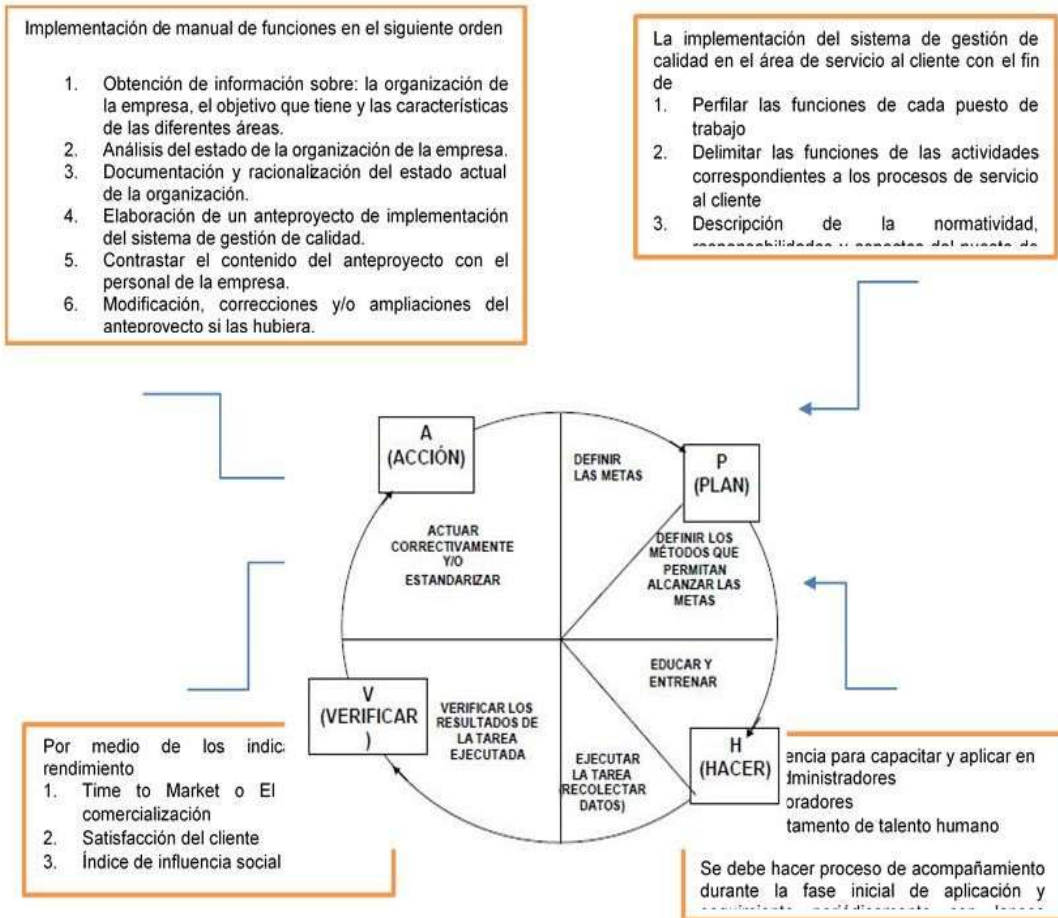 Implementación de manual de funciones en el siguiente orden
1. Obtención de información sobre: la organización de
la empresa, el objetivo que tiene y las características
de las diferentes áreas.
2. Análisis del estado de la organización de la empresa.
3. Documentación y racionalización del estado actual
de la organización.
4. Elaboración de un anteproyecto de implementación
del sistema de gestión de calidad.
5. Contrastar el contenido del anteproyecto con el
personal de la empresa.
6. Modificación, correcciones y/o ampliaciones del
anteproyecto si las hubiera.
La implementación del sistema de gestión de
calidad en el área de servicio al cliente con el fin
de
1. Perfilar las funciones de cada puesto de
trabajo
2. Delimitar las funciones de las actividades
correspondientes a los procesos de servicio
al cliente
3. Descripción de la normatividad,
A
(ACCIÓN)
DEFINIR
LAS METAS
P
(PLAN)
ACTUAR
CORRECTIVAMENTE
Y/O
ESTANDARIZAR
DEFINIR LOS
MÉTODOS QUE
PERMITAN
ALCANZAR LAS
METAS
EDUCAR Y
ENTRENAR
V
(VERIFICAR
)
VERIFICAR LOS
RESULTADOS DE
LA TAREA
EJECUTADA
EJECUTAR
LA TAREA
(RECOLECTAR
DATOS)
H
(HACER)
Por medio de los indica
rendimiento
1. Time to Market o El
comercialización
2. Satisfacción del cliente
3. Índice de influencia social
encia para capacitar y aplicar en
dministradores
oradores
tamento de talento humano
Se debe hacer proceso de acompañamiento
durante la fase inicial de aplicación y